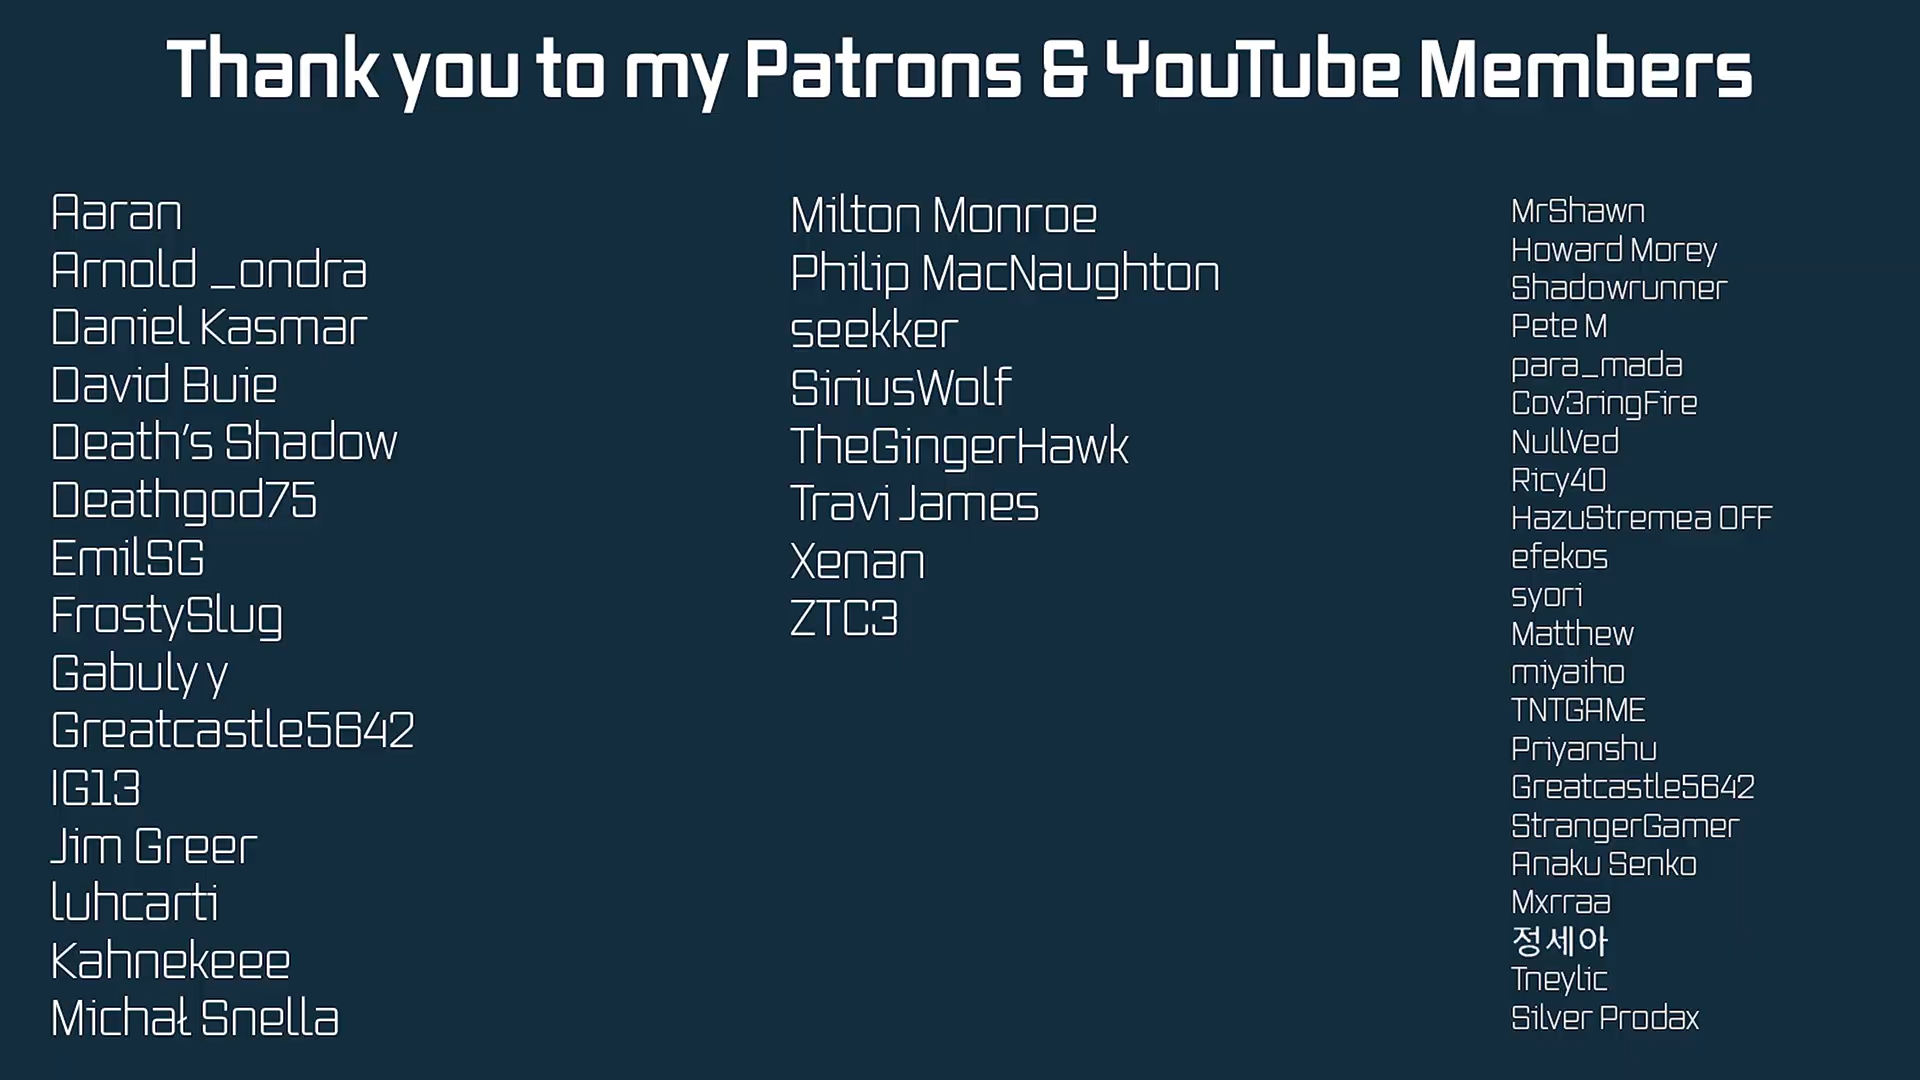 Thank you to my Patrons & YouTube Members
Aaran
Arnold _ondra
Daniel Kasmar
David Buie
Death's Shadow
Deathgod75
EmilSG
FrostySlug
Gabuly y
Greatcastle5642
IG13
Jim Greer
luhcarti
Kahnekeee
Michał Snella
Milton Monroe
Philip MacNaughton
seekker
SiriusWolf
TheGingerHawk
Travi James
Xenan
ZTC3
MrShawn
Howard Morey
Shadowrunner
Pete M
para_mada
Cov3ringFire
NullVed
Ricy40
HazuStremea OFF
efekos
syori
Matthew
miyaiho
TNTGAME
Priyanshu
Greatcastle5642
StrangerGamer
Anaku Senko
Mxrraa
정세아
Tneylic
Silver Prodax